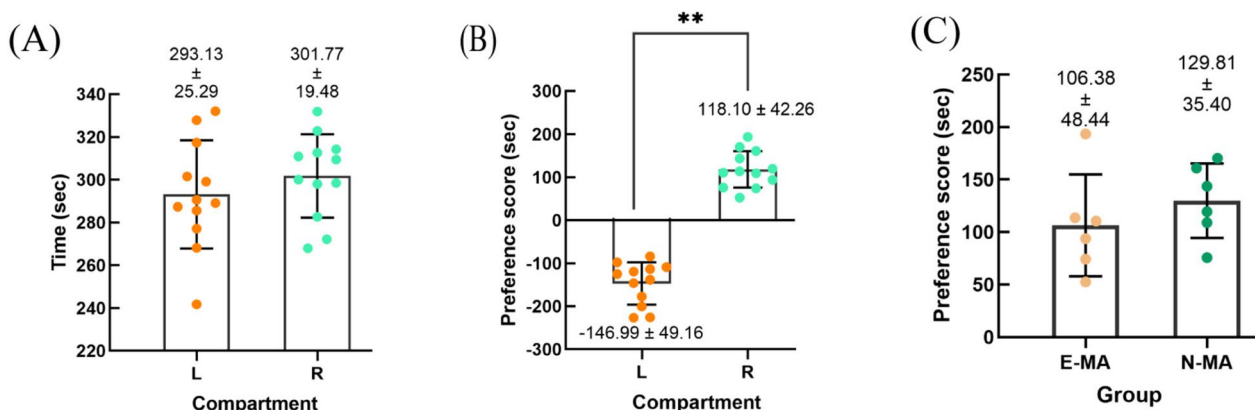 (A)
293.13
±
25.29
301.77
±
19.48
Time (sec)
340
320
300
280
260
240
220
L
R
Compartment
(B)
**
118.10 ± 42.26
Preference score (sec)
200
100
0
-100
-200
-300
-146.99 ± 49.16
L
R
Compartment
(C)
106.38
±
48.44
129.81
±
35.40
Preference score (sec)
250
200
150
100
50
0
E-MA
N-MA
Group